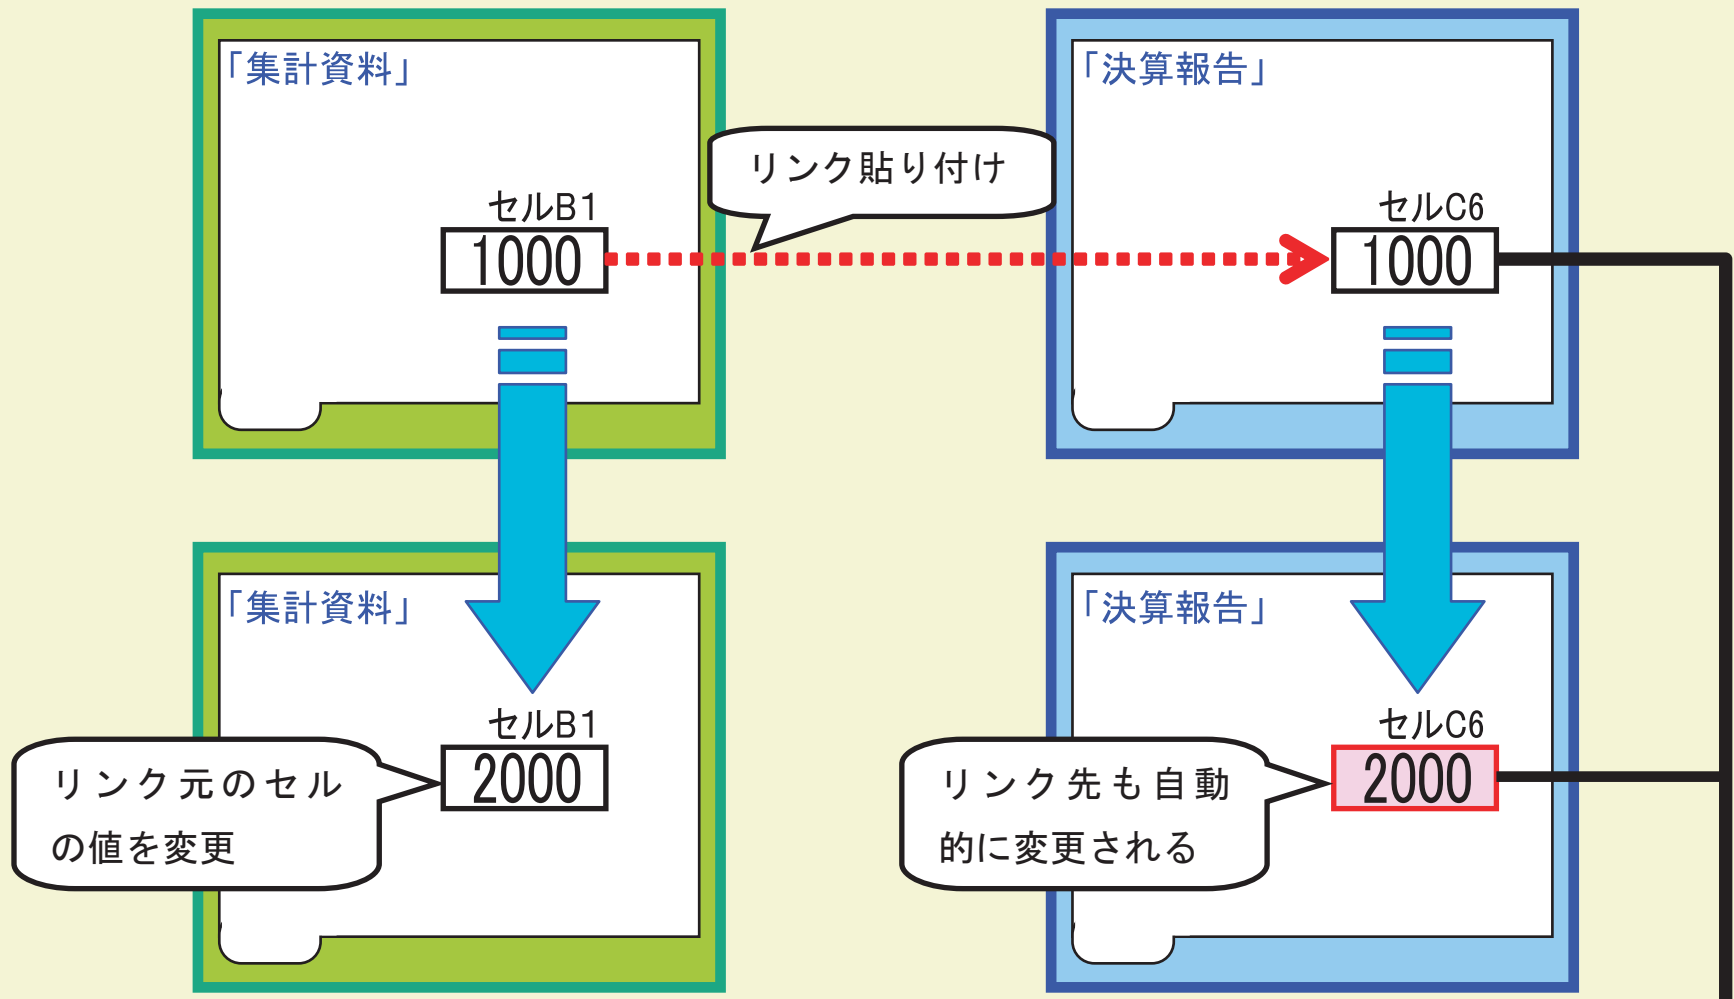 「集計資料」
「決算報告」
リンク貼り付け
セルB1
セルC6
1000
1000
「集計資料」
「決算報告」
セルB1
セルC6
リンク元のセル
の値を変更
2000
リンク先も自動
的に変更される
2000